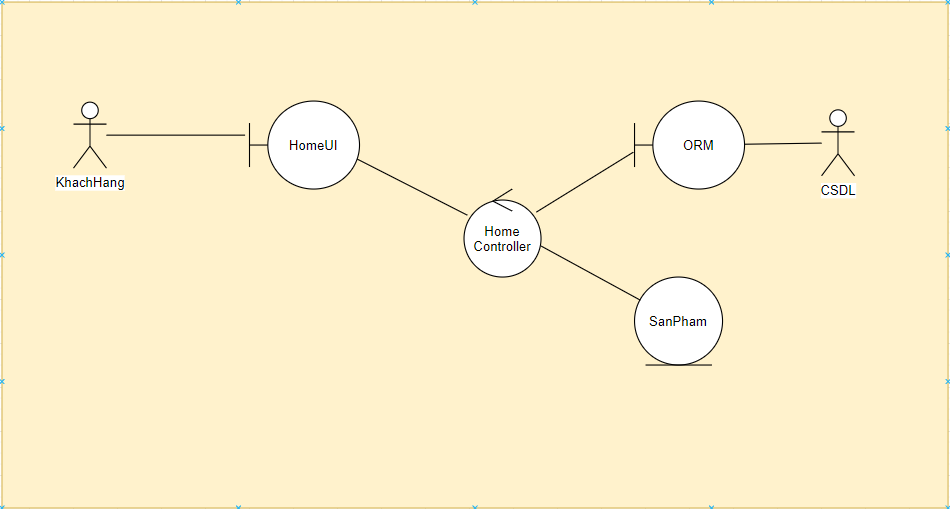 KhachHang
HomeUI
Home
Controller
ORM
CSDL
SanPham